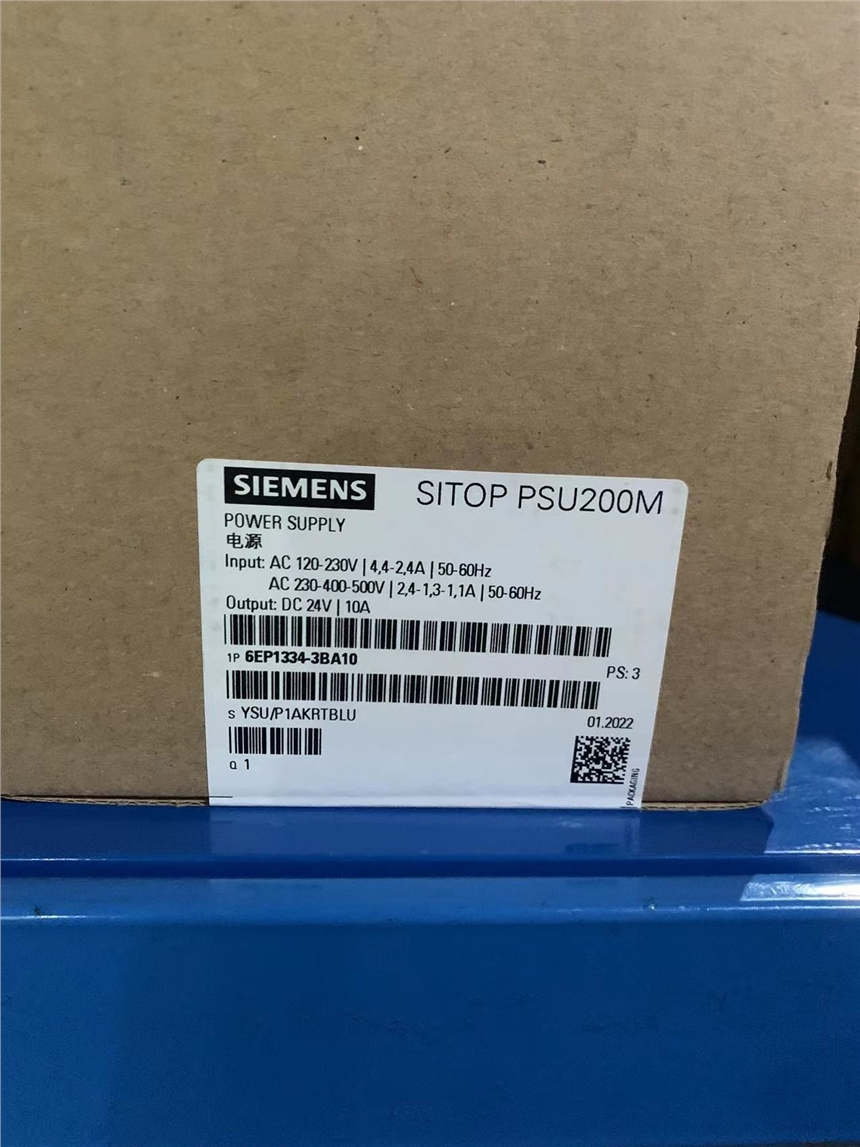 SIEMENS SITOP PSU200M
POWER SUPPLY
电源
Input: AC 120-230V | 4,4-2,4A | 50-60Hz
AC 230-400-500V | 2,4-1,3-1,1A | 50-60Hz
Output: DC 24V | 10A
1P 6EP1334-3BA10
PS: 3
S YSU/P1AKRTBLU
01.2022
Q 1
PACKAGING